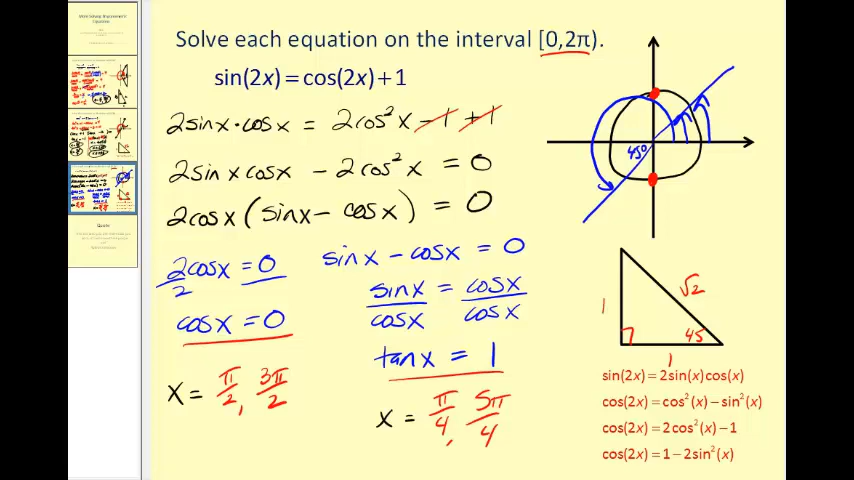 Solve each equation on the interval [0,2π).
sin(2x) = cos(2x) + 1
2sinx·cosx = 2cos²x − 1 + 1
2sinxcosx − 2cos²x = 0
2cosx(sinx − cosx) = 0
2cosx/2 = 0
cosx = 0
x = π/2, 3π/2
sinx − cosx = 0
sinx/cosx = cosx/cosx
tanx = 1
x = π/4, 5π/4
45°
1
√2
45
1
sin(2x) = 2sin(x)cos(x)
cos(2x) = cos²(x) − sin²(x)
cos(2x) = 2cos²(x) − 1
cos(2x) = 1 − 2sin²(x)